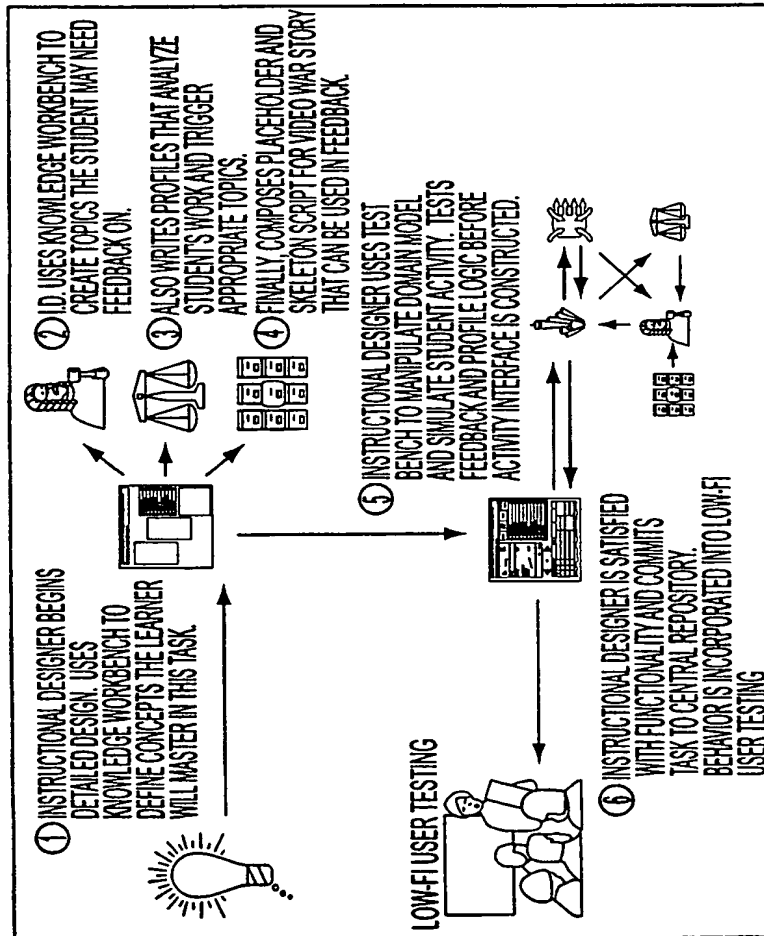 1 INSTRUCTIONAL DESIGNER BEGINS
DETAILED DESIGN. USES
KNOWLEDGE WORKBENCH TO
DEFINE CONCEPTS THE LEARNER
WILL MASTER IN THIS TASK.
2 I.D. USES KNOWLEDGE WORKBENCH TO
CREATE TOPICS THE STUDENT MAY NEED
FEEDBACK ON.
3 ALSO WRITES PROFILES THAT ANALYZE
STUDENTS WORK AND TRIGGER
APPROPRIATE TOPICS.
4 FINALLY COMPOSES PLACEHOLDER AND
SKELETON SCRIPT FOR VIDEO WAR STORY
THAT CAN BE USED IN FEEDBACK.
5 INSTRUCTIONAL DESIGNER USES TEST
BENCH TO MANIPULATE DOMAIN MODEL
AND SIMULATE STUDENT ACTIVITY. TESTS
FEEDBACK AND PROFILE LOGIC BEFORE
ACTIVITY INTERFACE IS CONSTRUCTED.
LOW-FI USER TESTING
6 INSTRUCTIONAL DESIGNER IS SATISFIED
WITH FUNCTIONALITY AND COMMITS
TASK TO CENTRAL REPOSITORY.
BEHAVIOR IS INCORPORATED INTO LOW-FI
USER TESTING